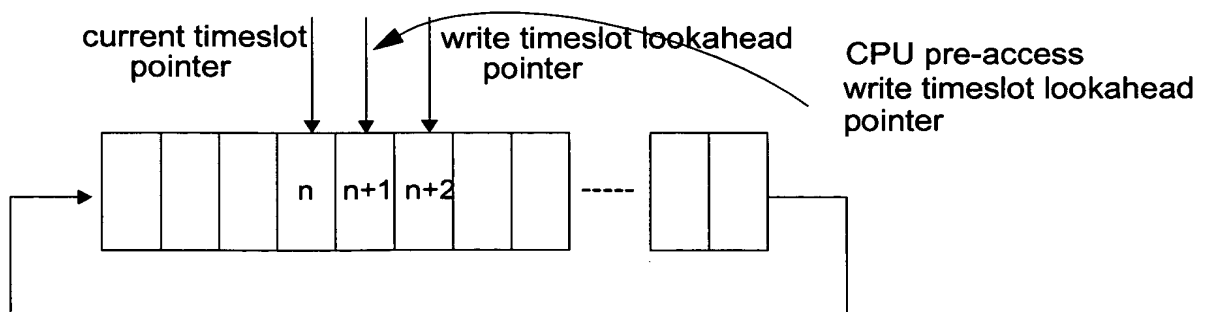 current timeslot
pointer
write timeslot lookahead
pointer
CPU pre-access
write timeslot lookahead
pointer
n
n+1
n+2